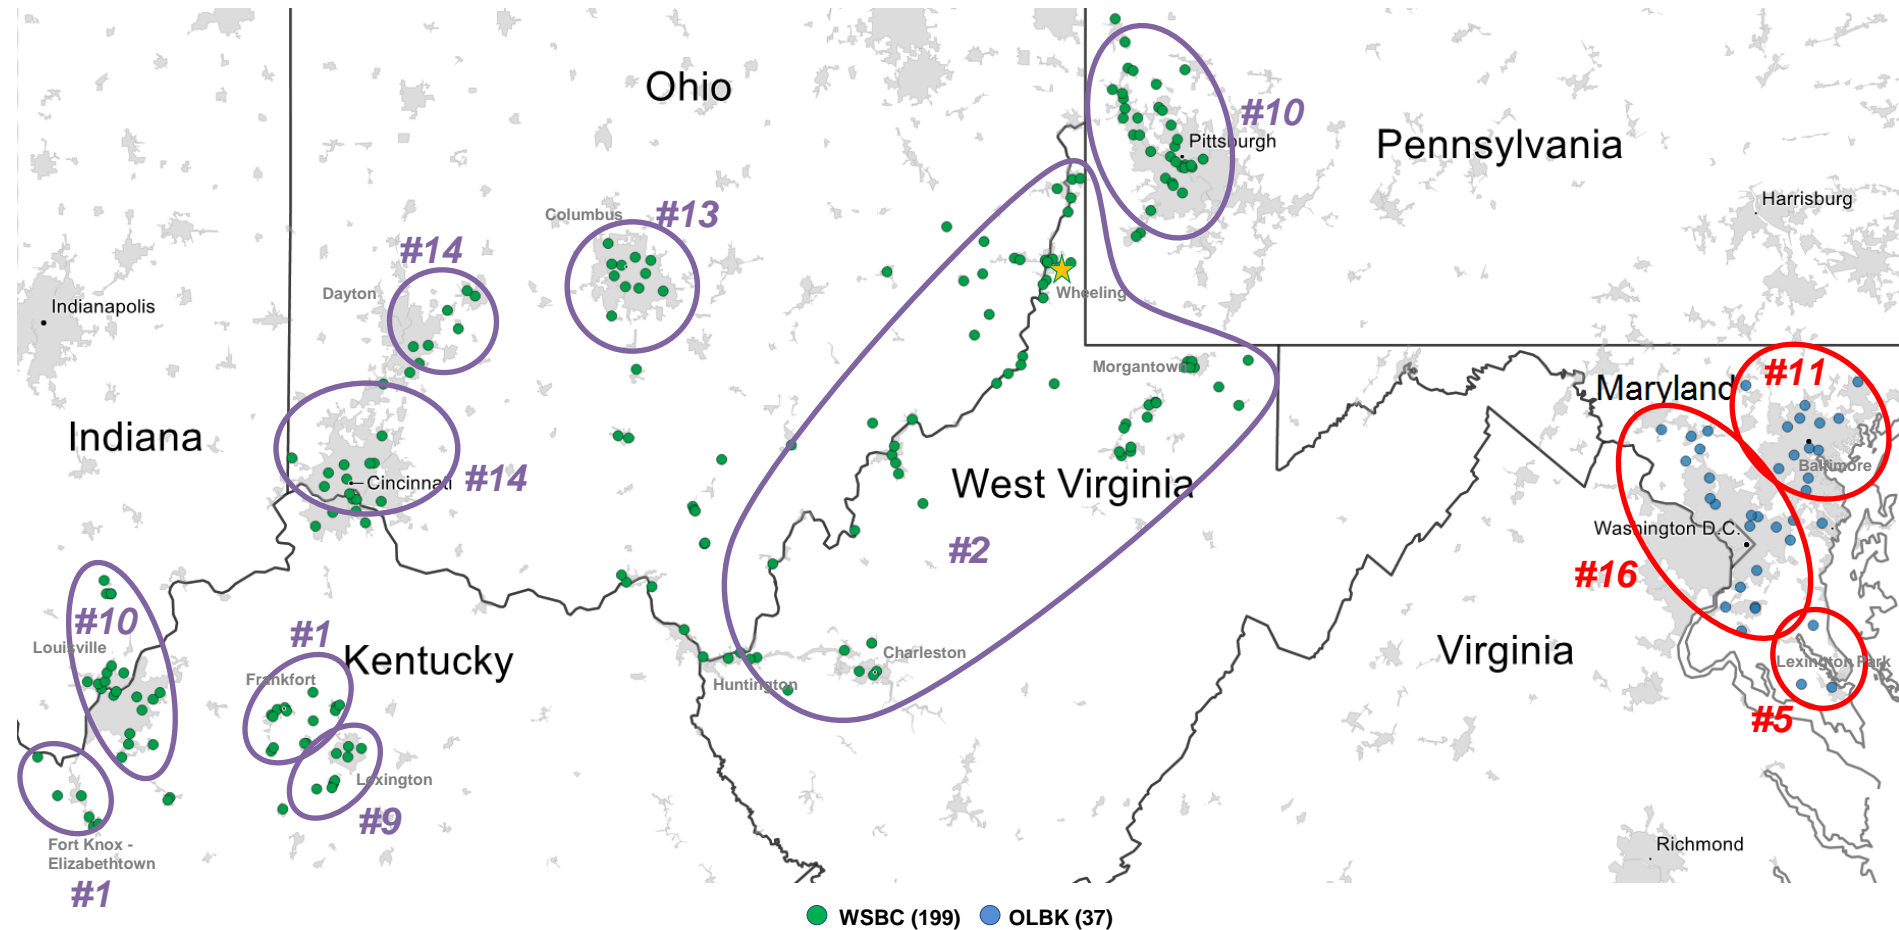 Ohio
#10
Pittsburgh
Pennsylvania
Harrisburg
Columbus
#13
#14
Dayton
Indianapolis
Wheeling
Morgantown
Maryland
#11
Indiana
Cincinnati
#14
West Virginia
Baltimore
Washington D.C.
#2
#16
#10
Louisville
#1
Kentucky
Frankfort
Charleston
Huntington
Virginia
Lexington Park
#5
Lexington
#9
Fort Knox -
Elizabethtown
#1
Richmond
WSBC (199)
OLBK (37)